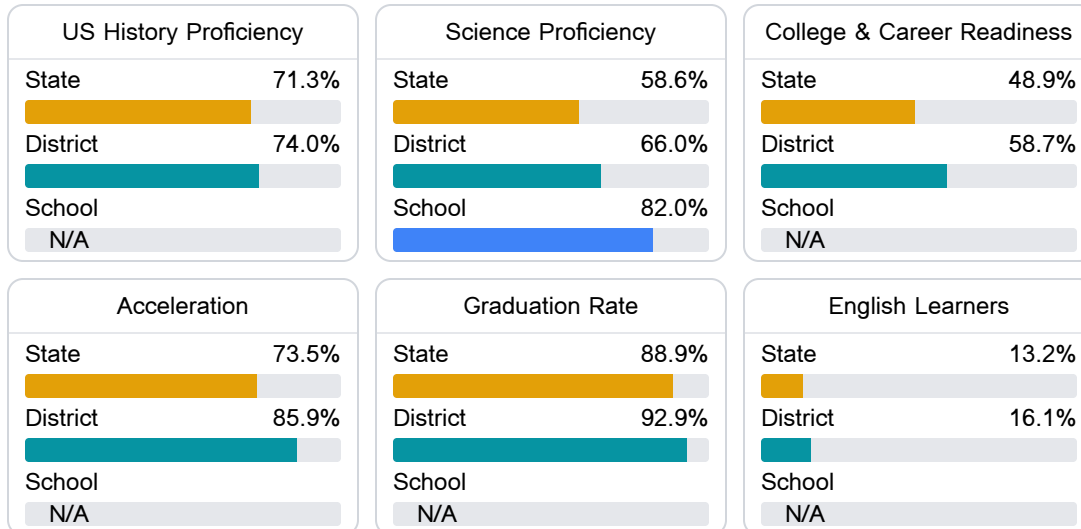 US History Proficiency
State 71.3%
District 74.0%
School
N/A
Science Proficiency
State 58.6%
District 66.0%
School 82.0%
College & Career Readiness
State 48.9%
District 58.7%
School
N/A
Acceleration
State 73.5%
District 85.9%
School
N/A
Graduation Rate
State 88.9%
District 92.9%
School
N/A
English Learners
State 13.2%
District 16.1%
School
N/A